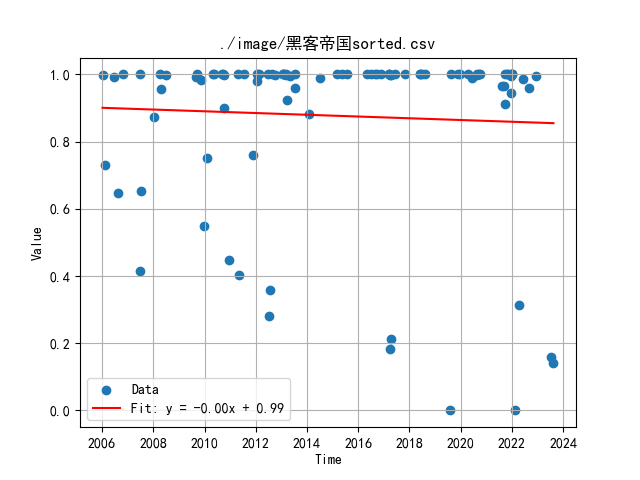 ./image/黑客帝国sorted.csv
Value
1.0
0.8
0.6
0.4
0.2
0.0
Data
Fit: y = -0.00x + 0.99
2006 2008 2010 2012 2014 2016 2018 2020 2022 2024
Time